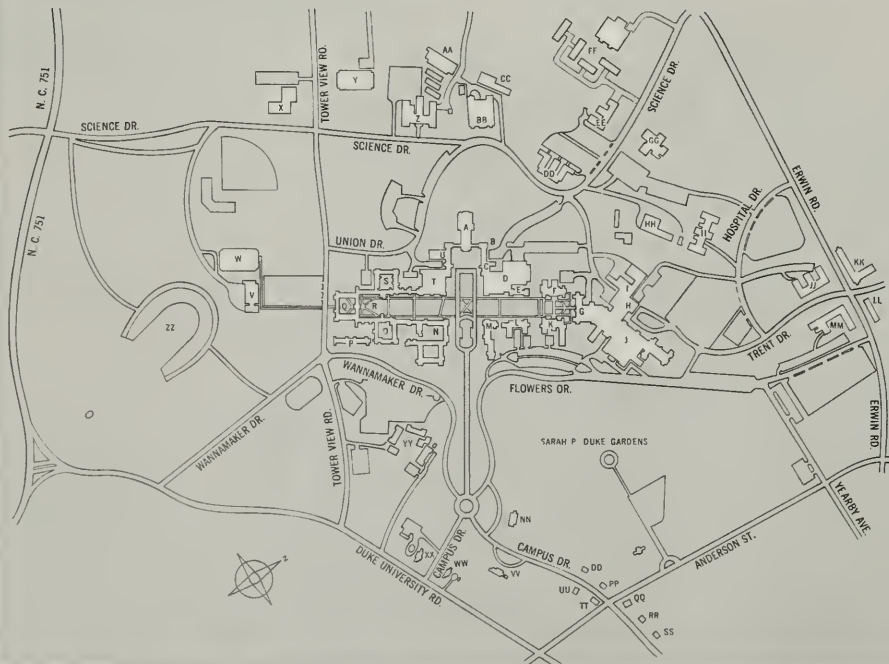 N. C. 751
TOWER VIEW RD.
AA
FF
Y
CC
X
SCIENCE DR.
Z
BB
EE
SCIENCE DR.
SCIENCE DR.
GG
DD
ERWIN RD.
N. C. 751
HOSPITAL DR.
HH
II
A
UNION DR.
B
U
C
W
S
T
D
KK
JJ
E
F
I
V
Q
R
H
G
LL
ZZ
O
N
M
L
K
J
MM
P
TRENT DR.
WANNAMAKER DR.
FLOWERS DR.
ERWIN RD.
WANNAMAKER DR.
TOWER VIEW RD.
YY
SARAH P. DUKE GARDENS
YEARBY AVE.
NN
XX
CAMPUS DR.
CAMPUS DR.
ANDERSON ST.
Z
WW
VV
DD
PP
DUKE UNIVERSITY RD.
UU
TT
QQ
RR
SS